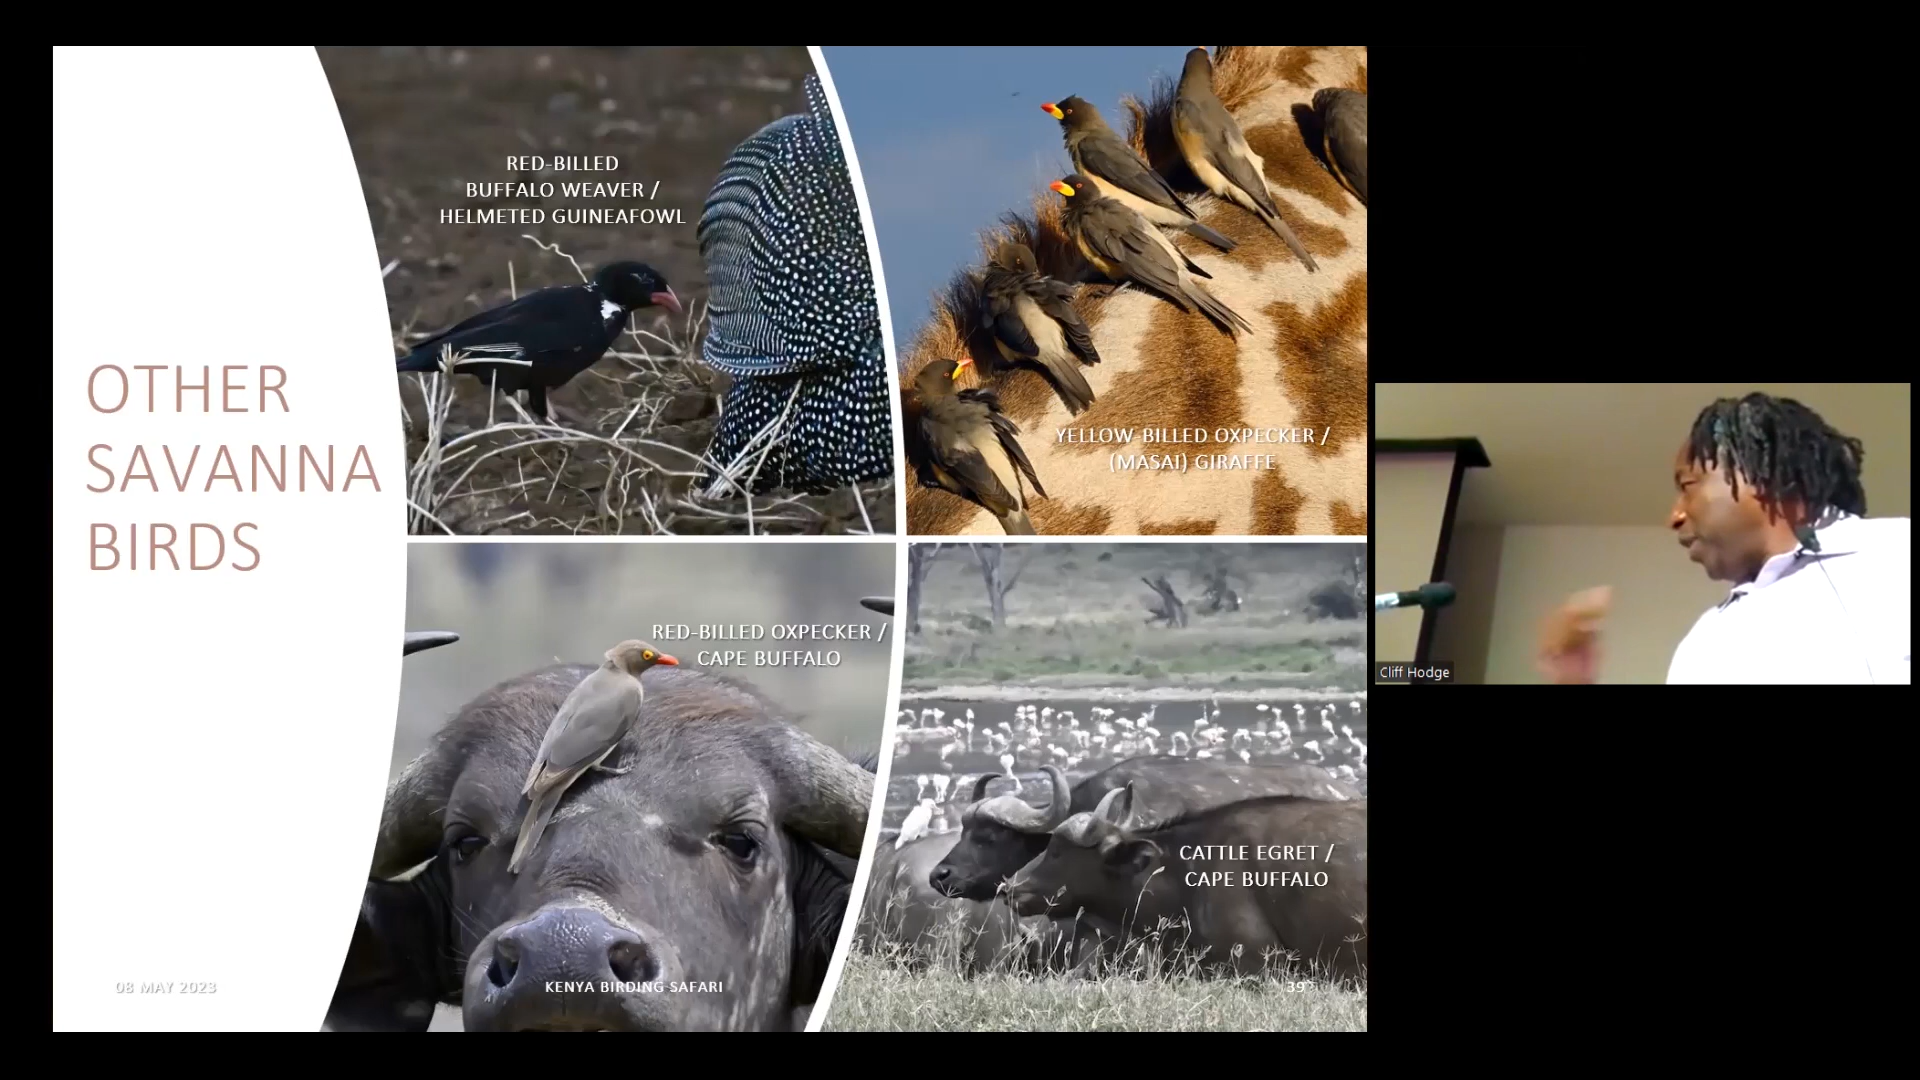 OTHER
SAVANNA
BIRDS
RED-BILLED
BUFFALO WEAVER /
HELMETED GUINEAFOWL
YELLOW-BILLED OXPECKER /
(MASAI) GIRAFFE
RED-BILLED OXPECKER /
CAPE BUFFALO
CATTLE EGRET /
CAPE BUFFALO
08 MAY 2023
KENYA BIRDING SAFARI
39
Cliff Hodge